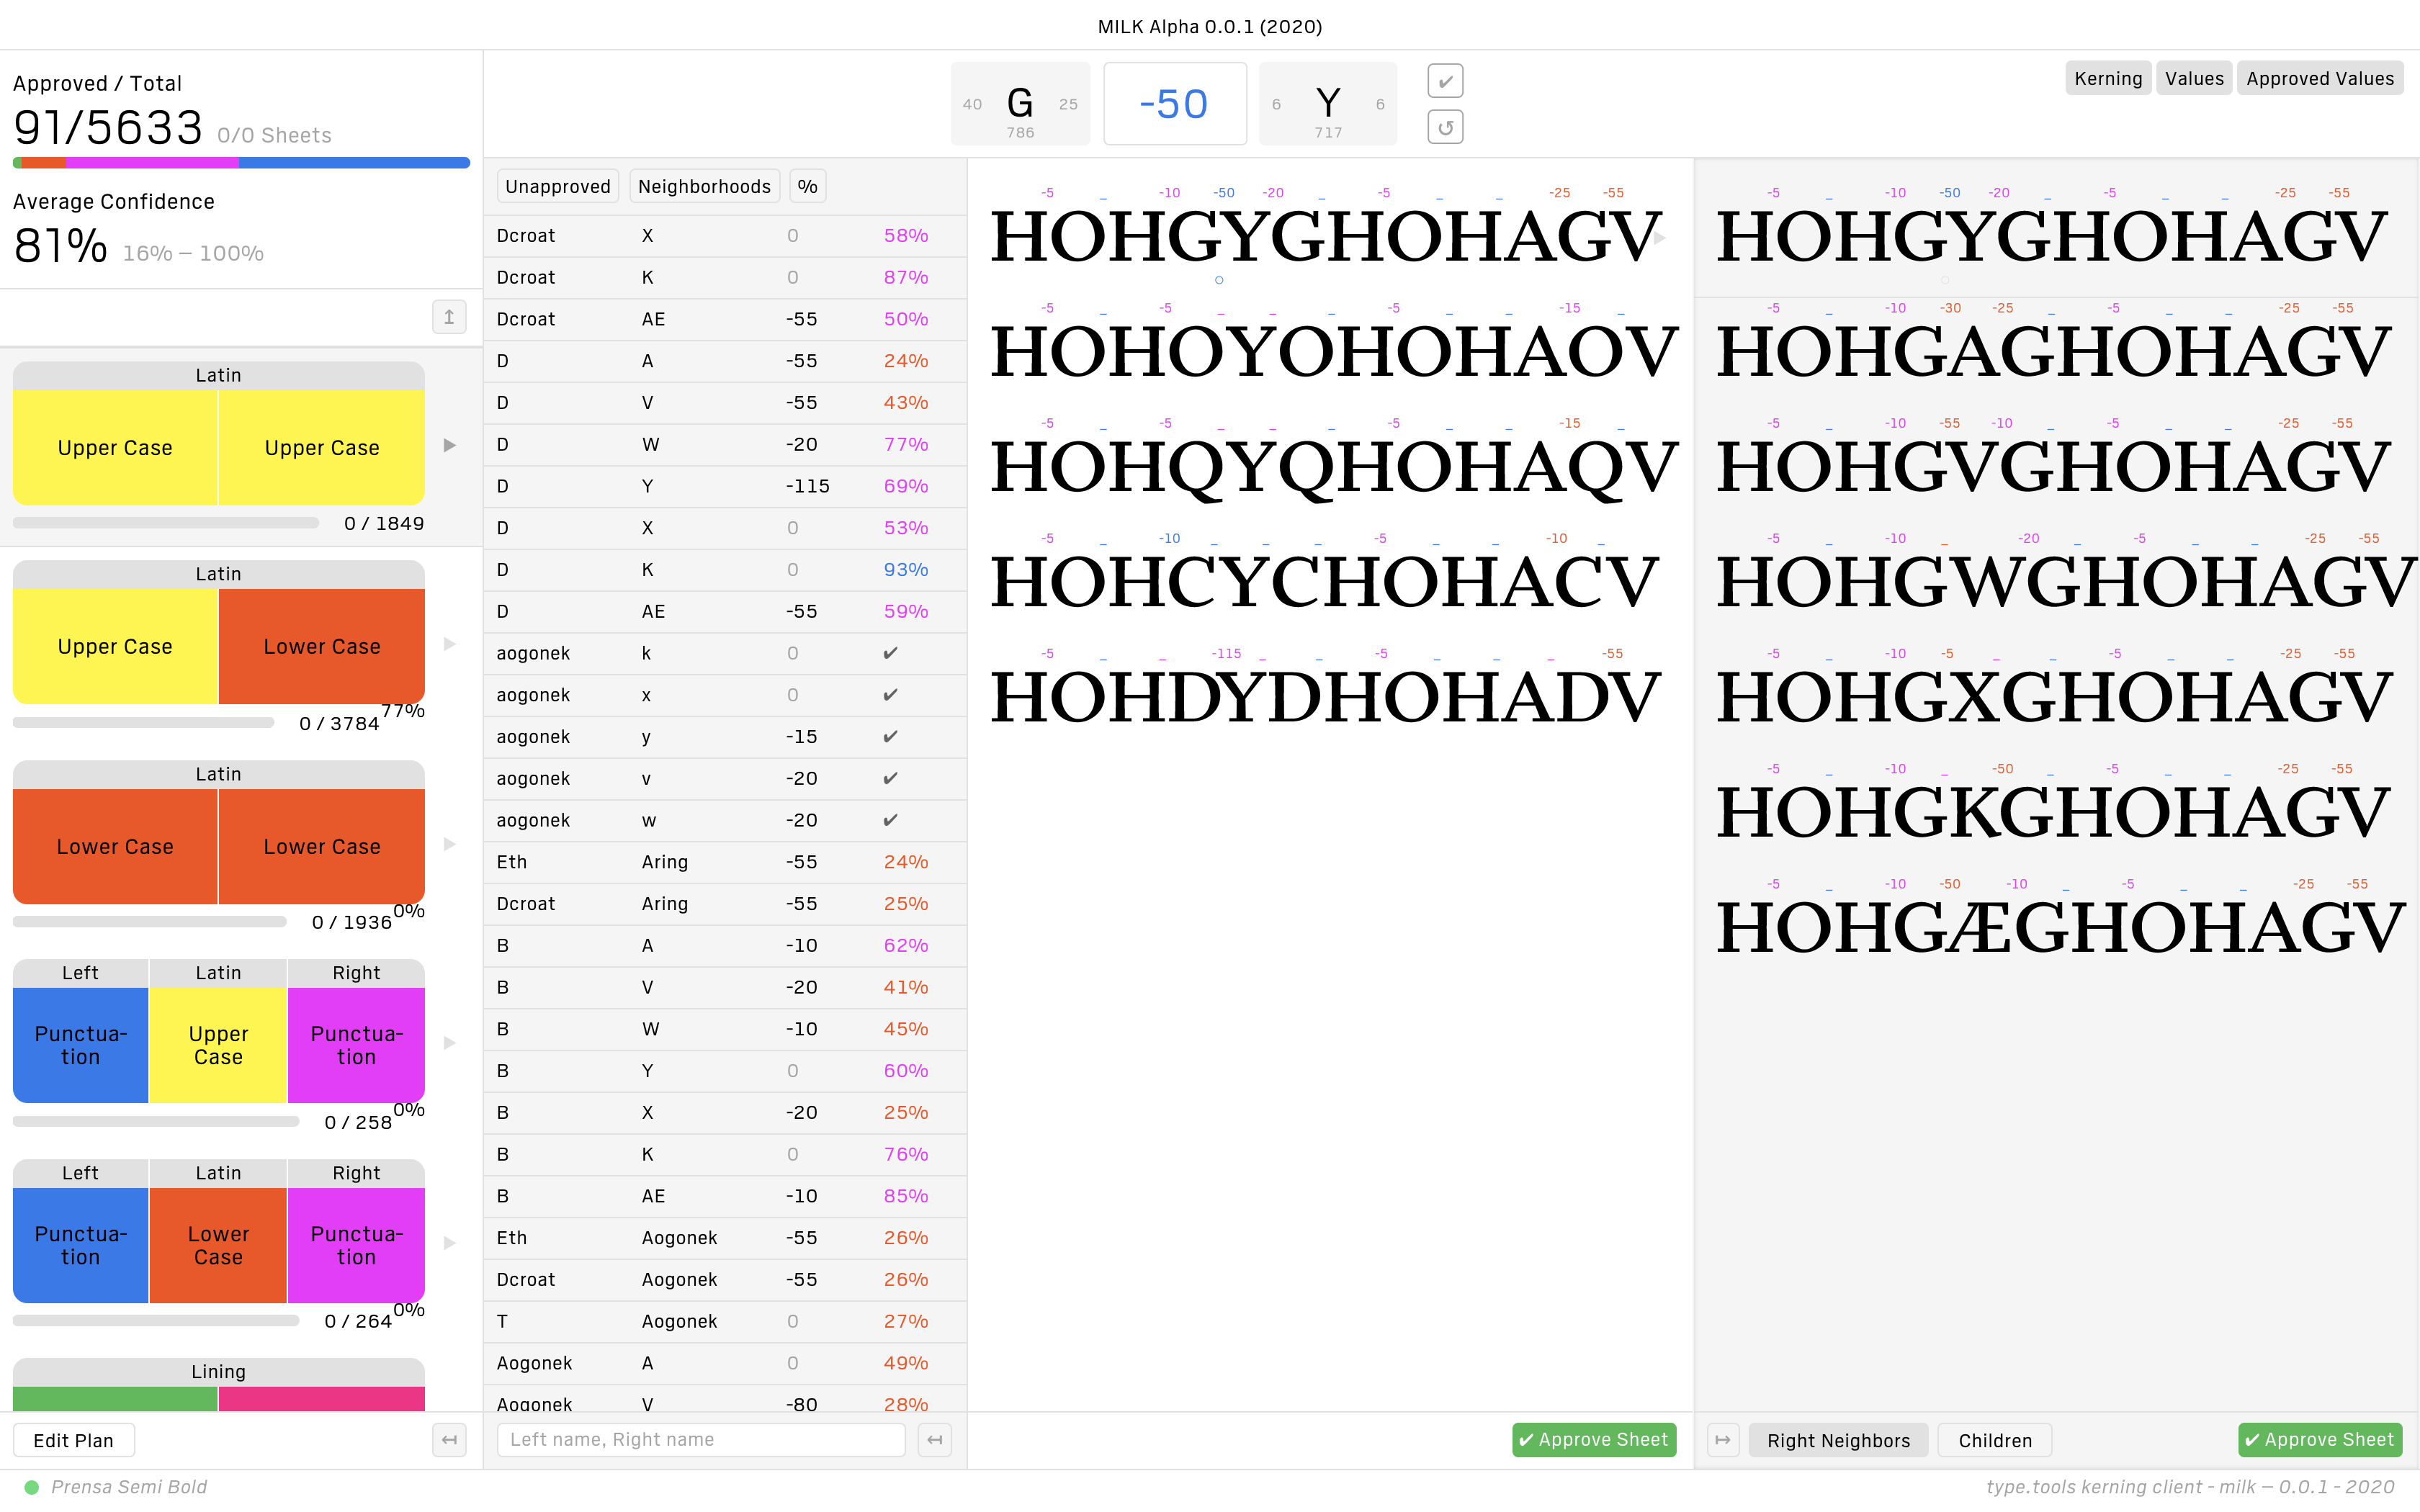 MILK Alpha 0.0.1 (2020)
Approved / Total
91/5633 0/0 Sheets
Average Confidence
81% 16% – 100%
↥
Latin
Upper Case Upper Case
0 / 1849
Latin
Upper Case Lower Case
77%
0 / 3784
Latin
Lower Case Lower Case
0%
0 / 1936
Left Latin Right
Punctua-tion Upper Case Punctua-tion
0%
0 / 258
Left Latin Right
Punctua-tion Lower Case Punctua-tion
0%
0 / 264
Lining
Edit Plan
40 G 25
786
-50
6 Y 6
717
✔
↺
Kerning Values Approved Values
Unapproved Neighborhoods %
Dcroat X 0 58%
Dcroat K 0 87%
Dcroat AE -55 50%
D A -55 24%
D V -55 43%
D W -20 77%
D Y -115 69%
D X 0 53%
D K 0 93%
D AE -55 59%
aogonek k 0 ✔
aogonek x 0 ✔
aogonek y -15 ✔
aogonek v -20 ✔
aogonek w -20 ✔
Eth Aring -55 24%
Dcroat Aring -55 25%
B A -10 62%
B V -20 41%
B W -10 45%
B Y 0 60%
B X -20 25%
B K 0 76%
B AE -10 85%
Eth Aogonek -55 26%
Dcroat Aogonek -55 26%
T Aogonek 0 27%
Aogonek A 0 49%
Aogonek V -80 28%
Left name, Right name
-5 _ -10 -50 -20 _ -5 _ _ -25 -55
HOHGYGHOHAGV
-5 _ -5 _ _ _ -5 _ _ -15 _
HOHOYOHOHAOV
-5 _ -5 _ _ _ -5 _ _ -15 _
HOHQYQHOHAQV
-5 _ -10 _ _ _ -5 _ _ -10 _
HOHCYCHOHACV
-5 _ _ -115 _ _ -5 _ _ _ -55
HOHDYDHOHADV
✔ Approve Sheet
-5 _ -10 -50 -20 _ -5 _ _ -25 -55
HOHGYGHOHAGV
-5 _ -10 -30 -25 _ -5 _ _ -25 -55
HOHGAGHOHAGV
-5 _ -10 -55 -10 _ -5 _ _ -25 -55
HOHGVGHOHAGV
-5 _ -10 _ -20 _ -5 _ _ -25 -55
HOHGWGHOHAGV
-5 _ -10 -5 _ _ -5 _ _ -25 -55
HOHGXGHOHAGV
-5 _ -10 _ -50 _ -5 _ _ -25 -55
HOHGKGHOHAGV
-5 _ -10 -50 -10 _ -5 _ _ -25 -55
HOHGÆGHOHAGV
Right Neighbors Children ✔ Approve Sheet
Prensa Semi Bold
type.tools kerning client - milk – 0.0.1 - 2020